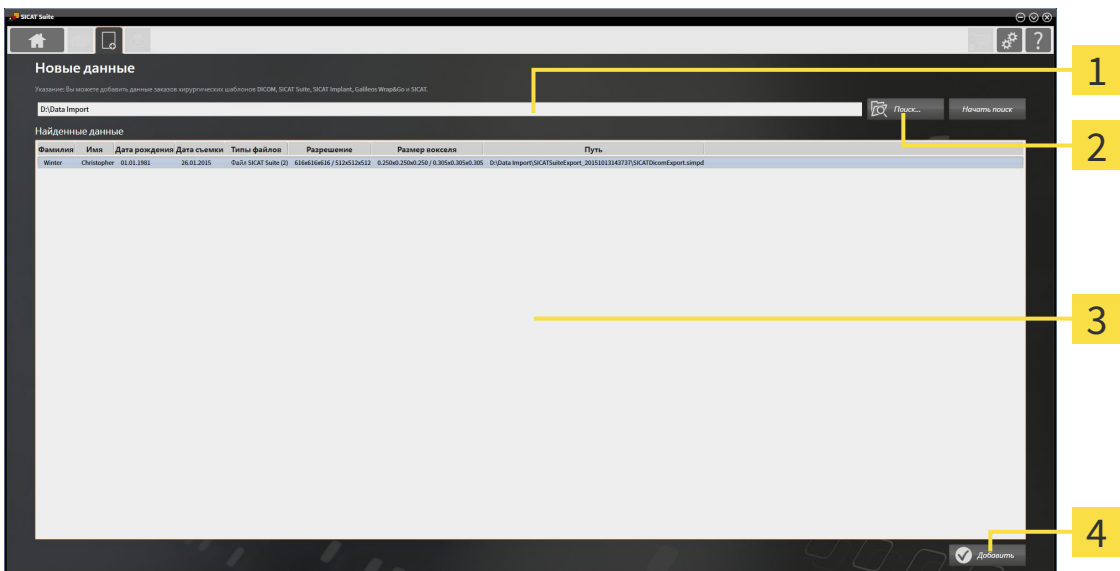 SICAT Suite
?
Новые данные
Указание: Вы можете добавить данные заказов хирургических шаблонов DICOM, SICAT Suite, SICAT Implant, Galileos Wrap&Go и SICAT.
D:\Data Import
Поиск...
Начать поиск
Найденные данные
Фамилия Имя Дата рождения Дата съемки Типы файлов Разрешение Размер вокселя Путь
Winter Christopher 01.01.1981 26.01.2015 Файл SICAT Suite (2) 616x616x616 / 512x512x512 0.250x0.250x0.250 / 0.305x0.305x0.305 D:\Data Import\SICATSuiteExport_20151013143737\SICATDicomExport.simpd
Добавить
1
2
3
4